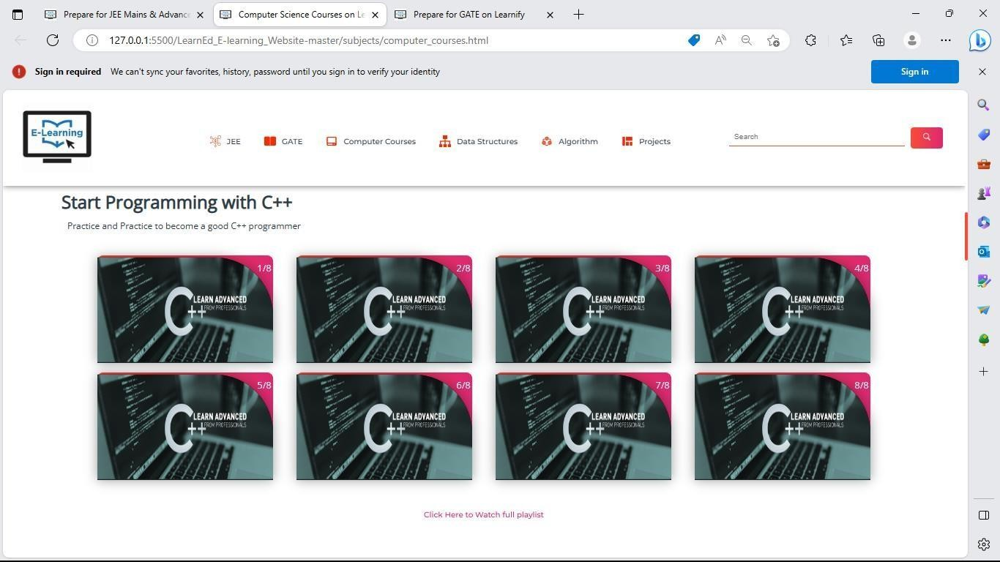 Prepare for JEE Mains & Advance
Computer Science Courses on Le
Prepare for GATE on Learnify
127.0.0.1:5500/LearnEd_E-learning_Website-master/subjects/computer_courses.html
Sign in required We can't sync your favorites, history, password until you sign in to verify your identity
Sign in
E-Learning
JEE
GATE
Computer Courses
Data Structures
Algorithm
Projects
Search
Start Programming with C++
Practice and Practice to become a good C++ programmer
1/8
C++ LEARN ADVANCED
FROM PROFESSIONALS
2/8
C++ LEARN ADVANCED
FROM PROFESSIONALS
3/8
C++ LEARN ADVANCED
FROM PROFESSIONALS
4/8
C++ LEARN ADVANCED
FROM PROFESSIONALS
5/8
C++ LEARN ADVANCED
FROM PROFESSIONALS
6/8
C++ LEARN ADVANCED
FROM PROFESSIONALS
7/8
C++ LEARN ADVANCED
FROM PROFESSIONALS
8/8
C++ LEARN ADVANCED
FROM PROFESSIONALS
Click Here to Watch full playlist